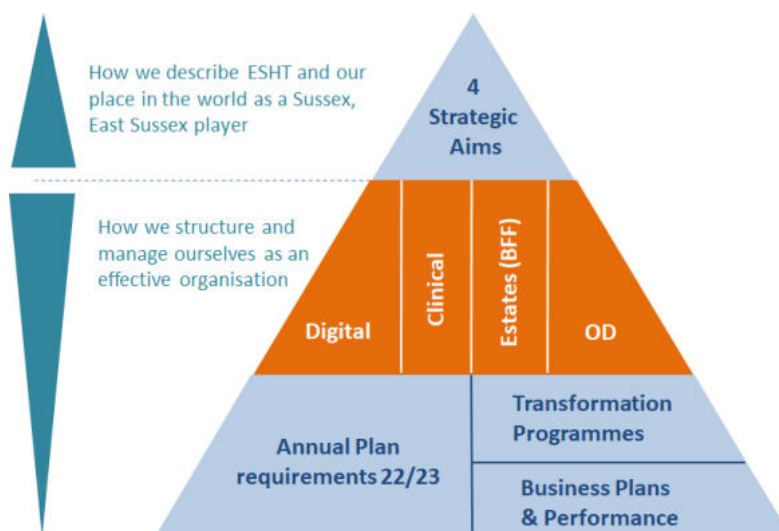 How we describe ESHT and our
place in the world as a Sussex,
East Sussex player
4
Strategic
Aims
How we structure and
manage ourselves as an
effective organisation
Digital
Clinical
Estates (BFF)
OD
Annual Plan
requirements 22/23
Transformation
Programmes
Business Plans
& Performance